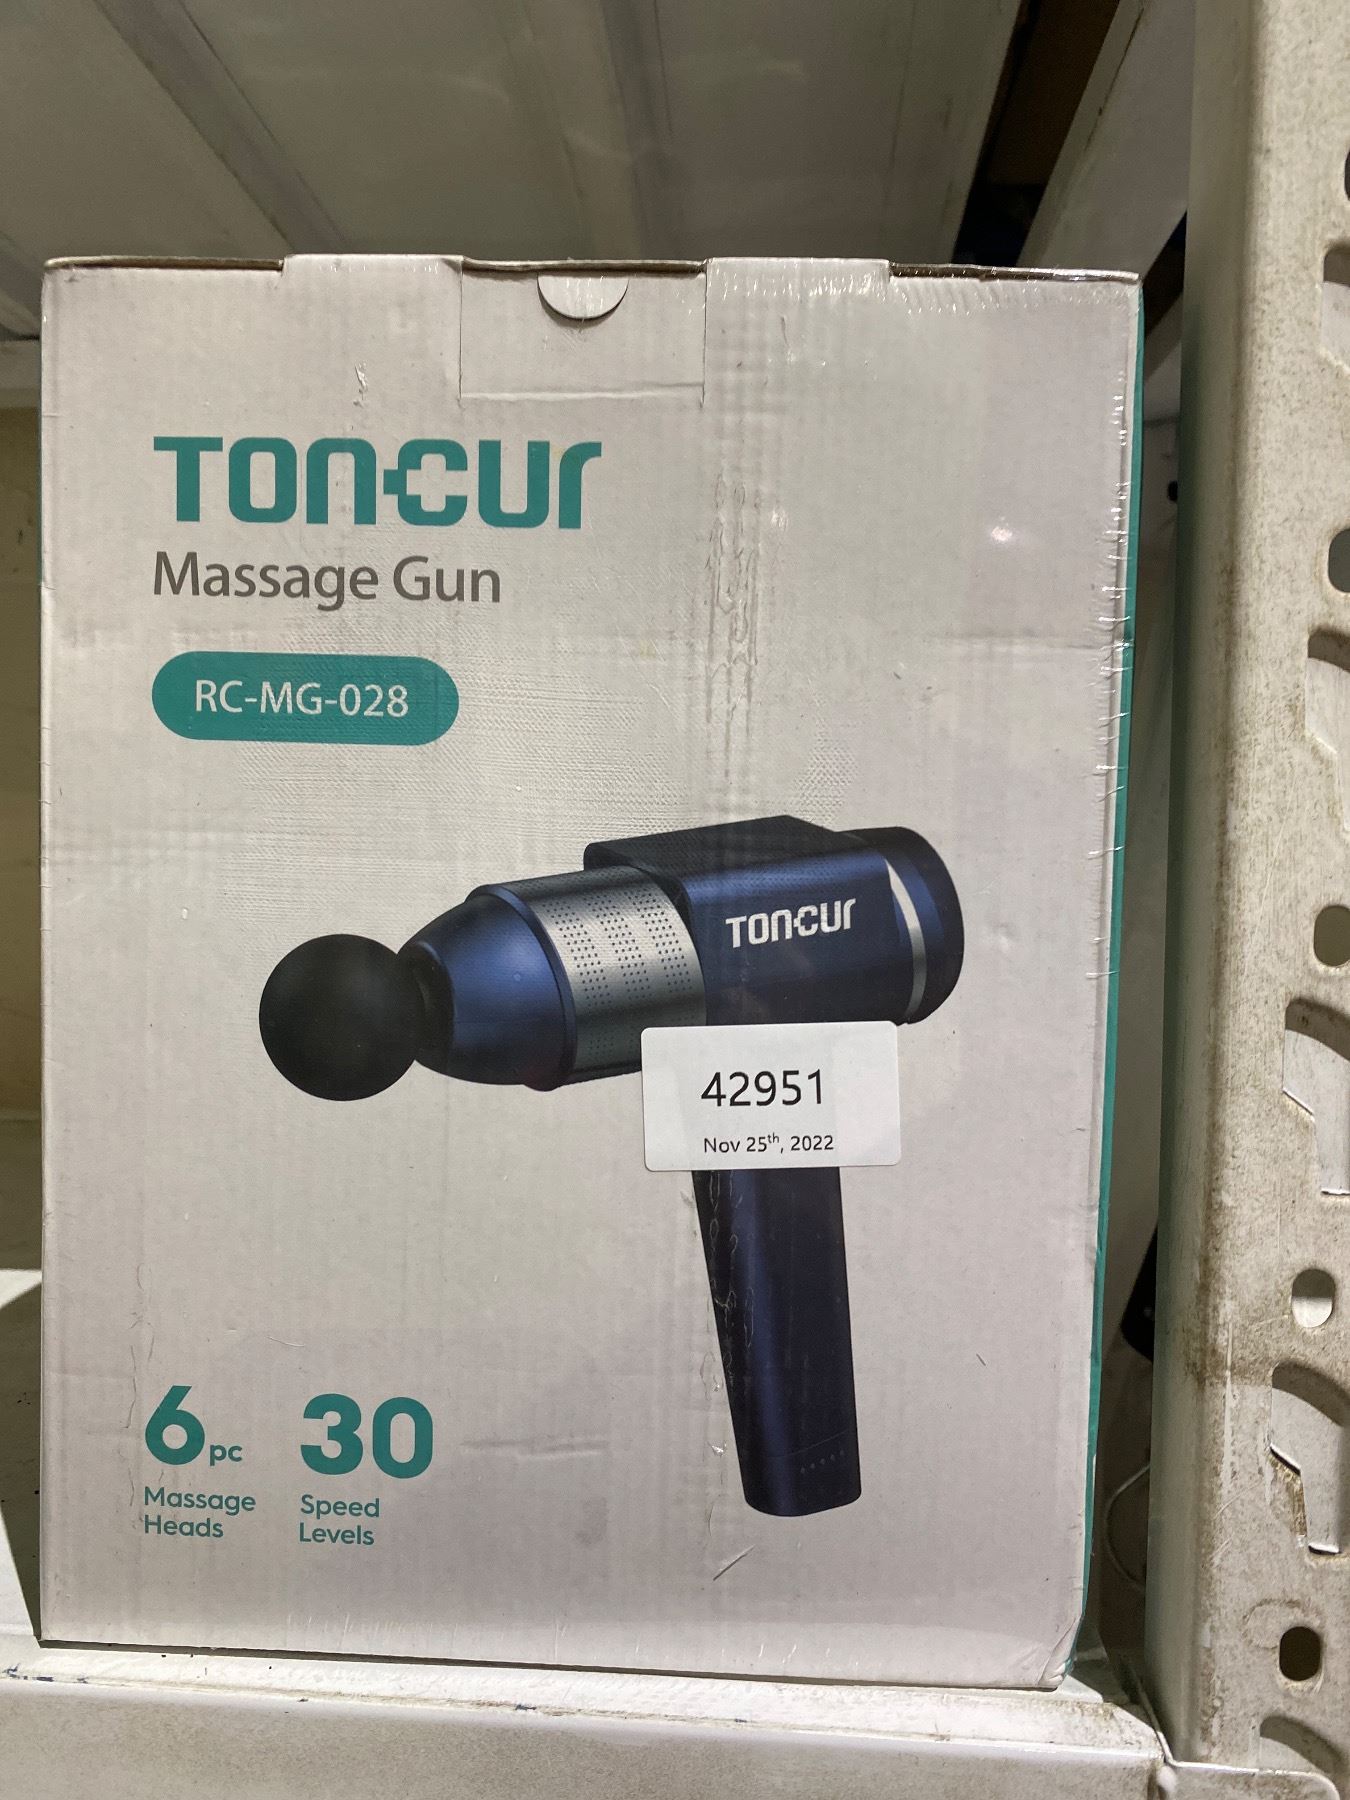 TONCUR
Massage Gun
RC-MG-028
TONCUR
42951
Nov 25th, 2022
6pc
Massage
Heads
30
Speed
Levels